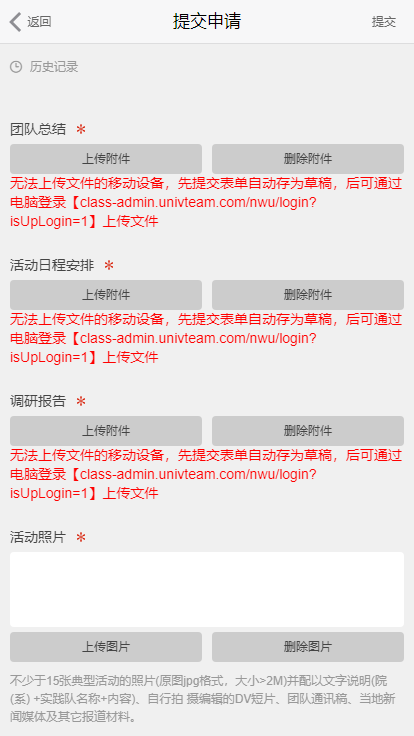 返回
提交申请
提交
历史记录
团队总结 *
上传附件
删除附件
无法上传文件的移动设备，先提交表单自动存为草稿，后可通过
电脑登录【class-admin.univteam.com/nwu/login?
isUpLogin=1】上传文件
活动日程安排 *
上传附件
删除附件
无法上传文件的移动设备，先提交表单自动存为草稿，后可通过
电脑登录【class-admin.univteam.com/nwu/login?
isUpLogin=1】上传文件
调研报告 *
上传附件
删除附件
无法上传文件的移动设备，先提交表单自动存为草稿，后可通过
电脑登录【class-admin.univteam.com/nwu/login?
isUpLogin=1】上传文件
活动照片 *
上传图片
删除图片
不少于15张典型活动的照片(原图jpg格式，大小>2M)并配以文字说明(院
(系) +实践队名称+内容)、自行拍 摄编辑的DV短片、团队通讯稿、当地新
闻媒体及其它报道材料。